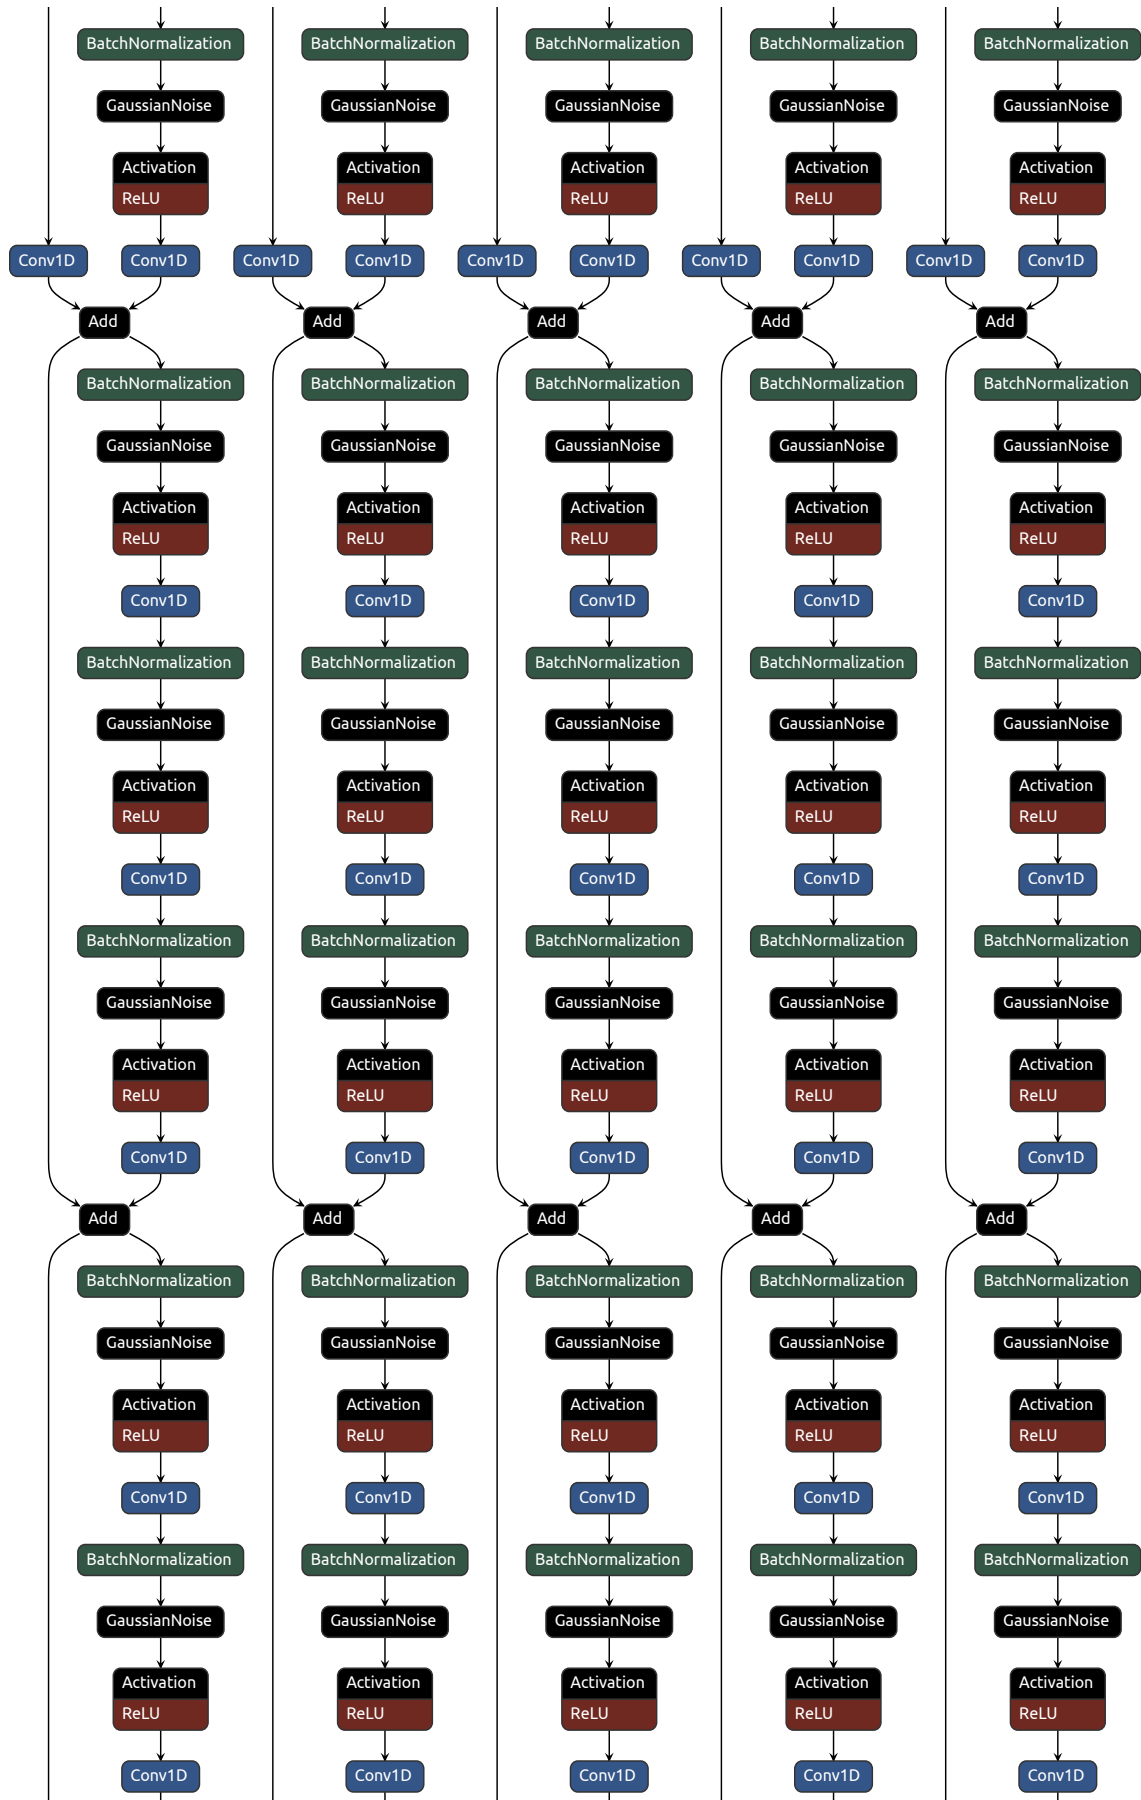 BatchNormalization BatchNormalization BatchNormalization BatchNormalization BatchNormalization
GaussianNoise GaussianNoise GaussianNoise GaussianNoise GaussianNoise
Activation Activation Activation Activation Activation
ReLU ReLU ReLU ReLU ReLU
Conv1D Conv1D Conv1D Conv1D Conv1D Conv1D Conv1D Conv1D Conv1D Conv1D
Add Add Add Add Add
BatchNormalization BatchNormalization BatchNormalization BatchNormalization BatchNormalization
GaussianNoise GaussianNoise GaussianNoise GaussianNoise GaussianNoise
Activation Activation Activation Activation Activation
ReLU ReLU ReLU ReLU ReLU
Conv1D Conv1D Conv1D Conv1D Conv1D
BatchNormalization BatchNormalization BatchNormalization BatchNormalization BatchNormalization
GaussianNoise GaussianNoise GaussianNoise GaussianNoise GaussianNoise
Activation Activation Activation Activation Activation
ReLU ReLU ReLU ReLU ReLU
Conv1D Conv1D Conv1D Conv1D Conv1D
BatchNormalization BatchNormalization BatchNormalization BatchNormalization BatchNormalization
GaussianNoise GaussianNoise GaussianNoise GaussianNoise GaussianNoise
Activation Activation Activation Activation Activation
ReLU ReLU ReLU ReLU ReLU
Conv1D Conv1D Conv1D Conv1D Conv1D
Add Add Add Add Add
BatchNormalization BatchNormalization BatchNormalization BatchNormalization BatchNormalization
GaussianNoise GaussianNoise GaussianNoise GaussianNoise GaussianNoise
Activation Activation Activation Activation Activation
ReLU ReLU ReLU ReLU ReLU
Conv1D Conv1D Conv1D Conv1D Conv1D
BatchNormalization BatchNormalization BatchNormalization BatchNormalization BatchNormalization
GaussianNoise GaussianNoise GaussianNoise GaussianNoise GaussianNoise
Activation Activation Activation Activation Activation
ReLU ReLU ReLU ReLU ReLU
Conv1D Conv1D Conv1D Conv1D Conv1D